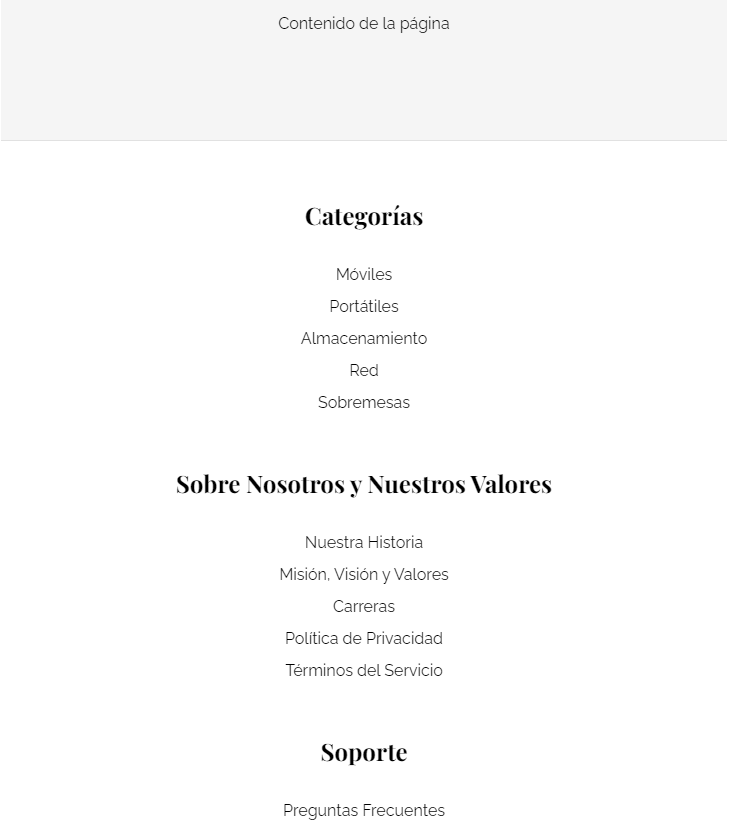 Contenido de la página
Categorías
Móviles
Portátiles
Almacenamiento
Red
Sobremesas
Sobre Nosotros y Nuestros Valores
Nuestra Historia
Misión, Visión y Valores
Carreras
Política de Privacidad
Términos del Servicio
Soporte
Preguntas Frecuentes